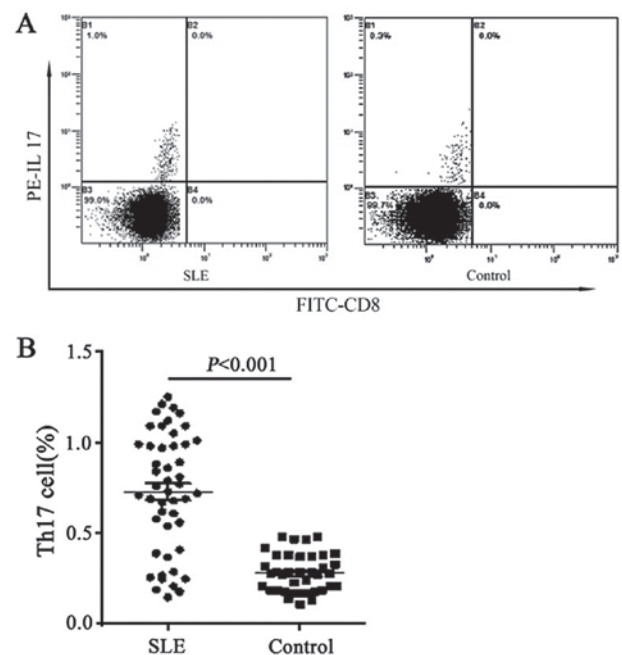 A
B1
1.0%
B2
0.0%
B3
99.0%
B4
0.0%
B1
0.3%
B2
0.0%
B3
99.7%
B4
0.0%
PE-IL 17
SLE
Control
FITC-CD8
B
P<0.001
1.5
1.0
0.5
0.0
Th17 cell(%)
SLE
Control